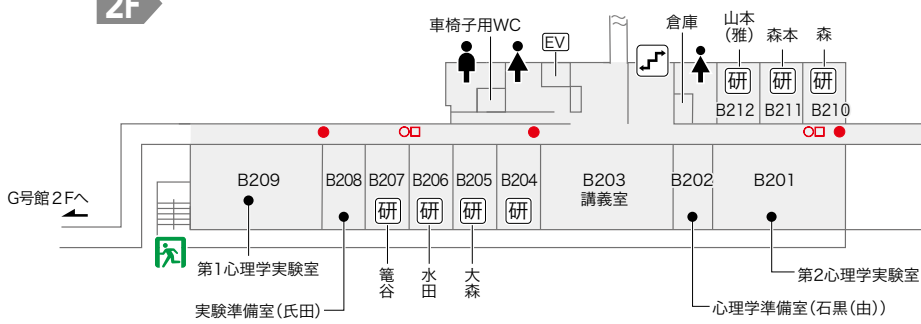 2F
車椅子用WC
EV
倉庫
山本
（雅）
森本
森
研
研
研
B212
B211
B210
B209
B208
B207
B206
B205
B204
B203
講義室
B202
B201
研
研
研
研
G号館2Fへ
第1心理学実験室
篭谷
水田
大森
第2心理学実験室
実験準備室（氏田）
心理学準備室（石黒（由））